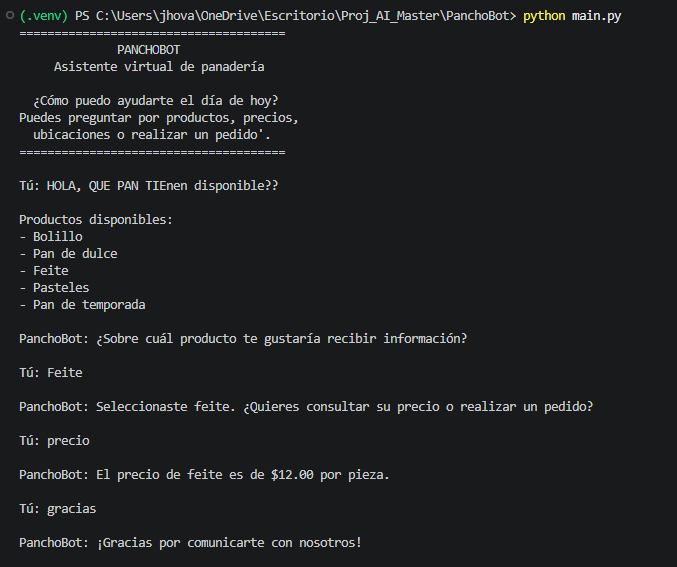 (.venv) PS C:\Users\jhova\OneDrive\Escritorio\Proj_AI_Master\PanchoBot> python main.py
======================================
PANCHOBOT
Asistente virtual de panadería
¿Cómo puedo ayudarte el día de hoy?
Puedes preguntar por productos, precios,
ubicaciones o realizar un pedido'.
======================================
Tú: HOLA, QUE PAN TIEnen disponible??
Productos disponibles:
- Bolillo
- Pan de dulce
- Feite
- Pasteles
- Pan de temporada
PanchoBot: ¿Sobre cuál producto te gustaría recibir información?
Tú: Feite
PanchoBot: Seleccionaste feite. ¿Quieres consultar su precio o realizar un pedido?
Tú: precio
PanchoBot: El precio de feite es de $12.00 por pieza.
Tú: gracias
PanchoBot: ¡Gracias por comunicarte con nosotros!